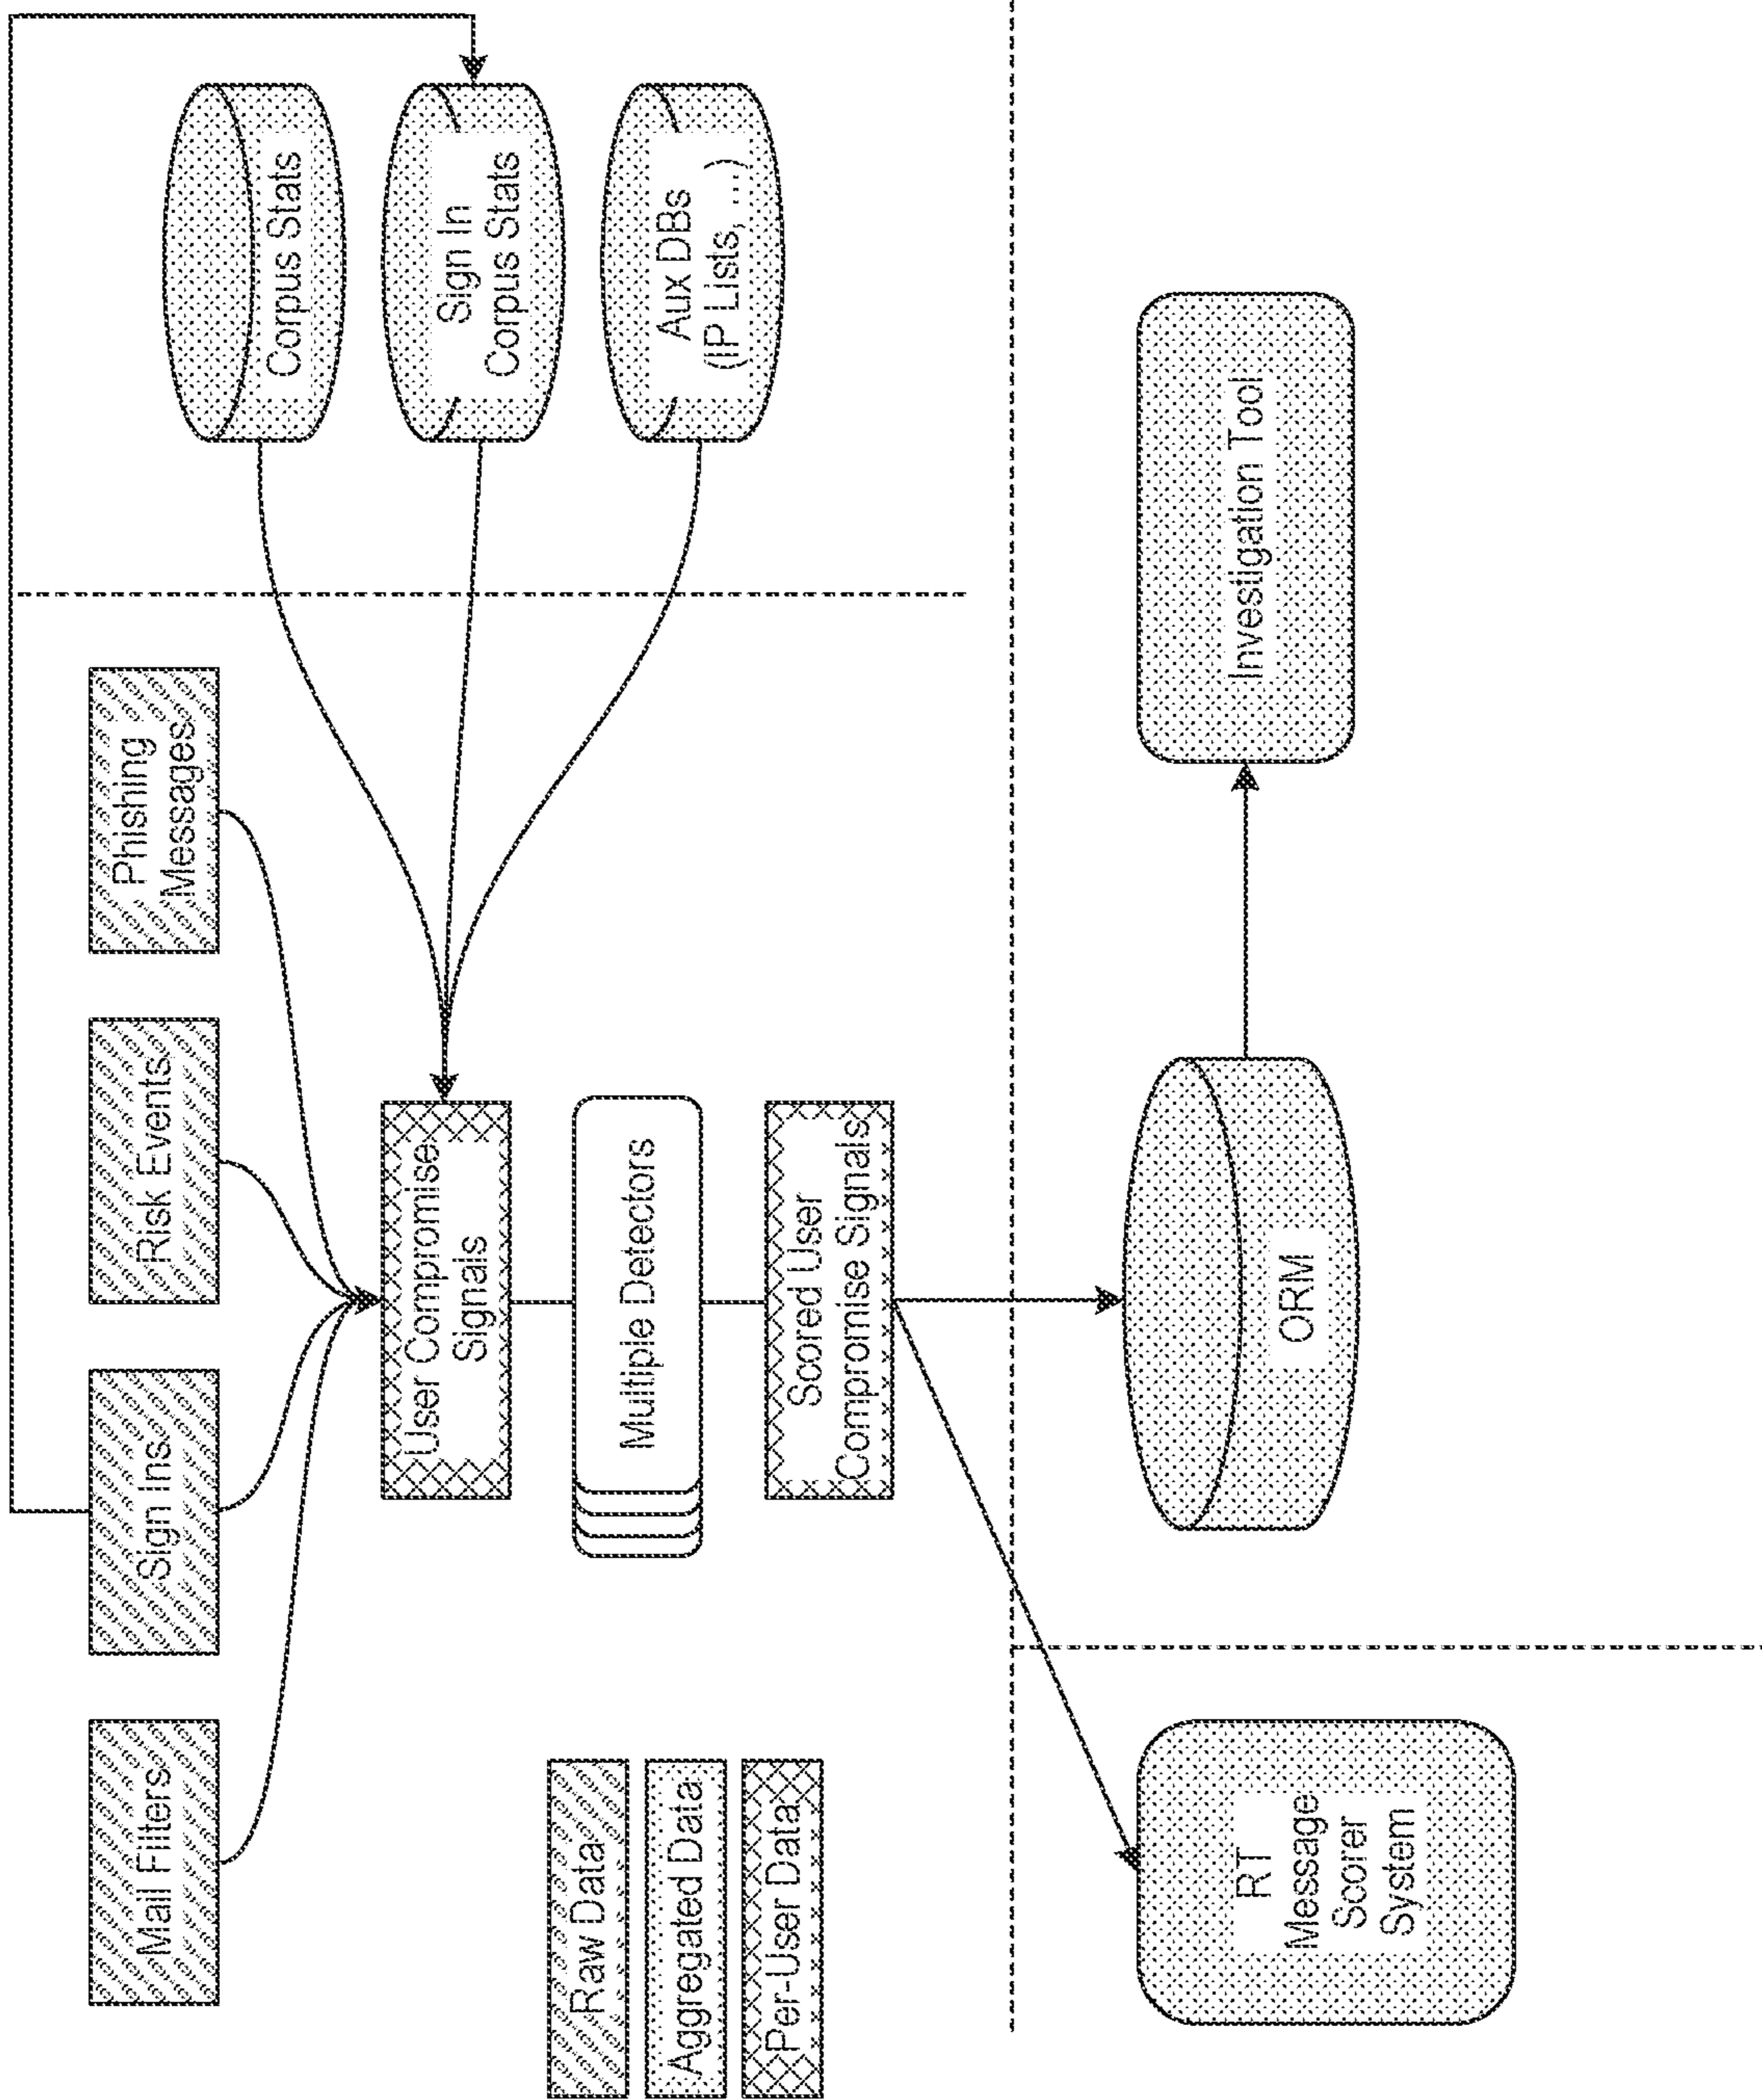 Mail Filters
Sign Ins
Risk Events
Phishing
Messages
Corpus Stats
Sign In
Corpus Stats
Aux DBs
(IP Lists, ...)
User Compromise
Signals
Multiple Detectors
Scored User
Compromise Signals
Raw Data
Aggregated Data
Per-User Data
RT
Message
Scorer
System
ORM
Investigation Tool